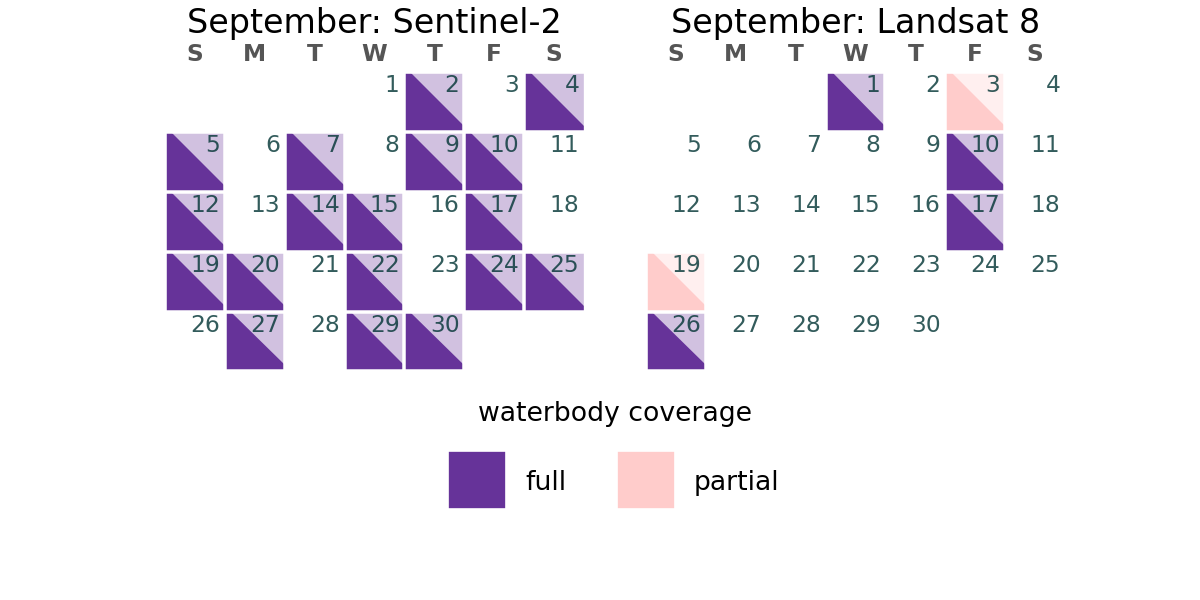 September: Sentinel-2
S M T W T F S
1 2 3 4
5 6 7 8 9 10 11
12 13 14 15 16 17 18
19 20 21 22 23 24 25
26 27 28 29 30
September: Landsat 8
S M T W T F S
1 2 3 4
5 6 7 8 9 10 11
12 13 14 15 16 17 18
19 20 21 22 23 24 25
26 27 28 29 30
waterbody coverage
full partial